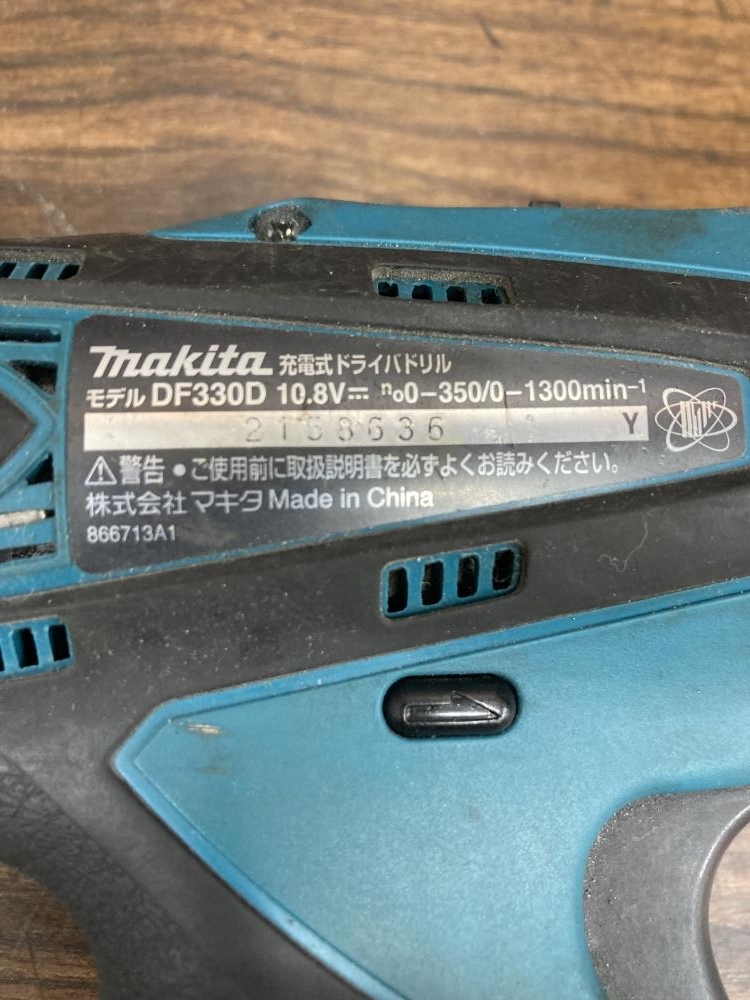 makita 充電式ドライバドリル
モデル DF330D 10.8V⎓ n₀0-350/0-1300min⁻¹
2168636 Y
⚠警告 ●ご使用前に取扱説明書を必ずよくお読みください。
株式会社 マキタ Made in China
866713A1